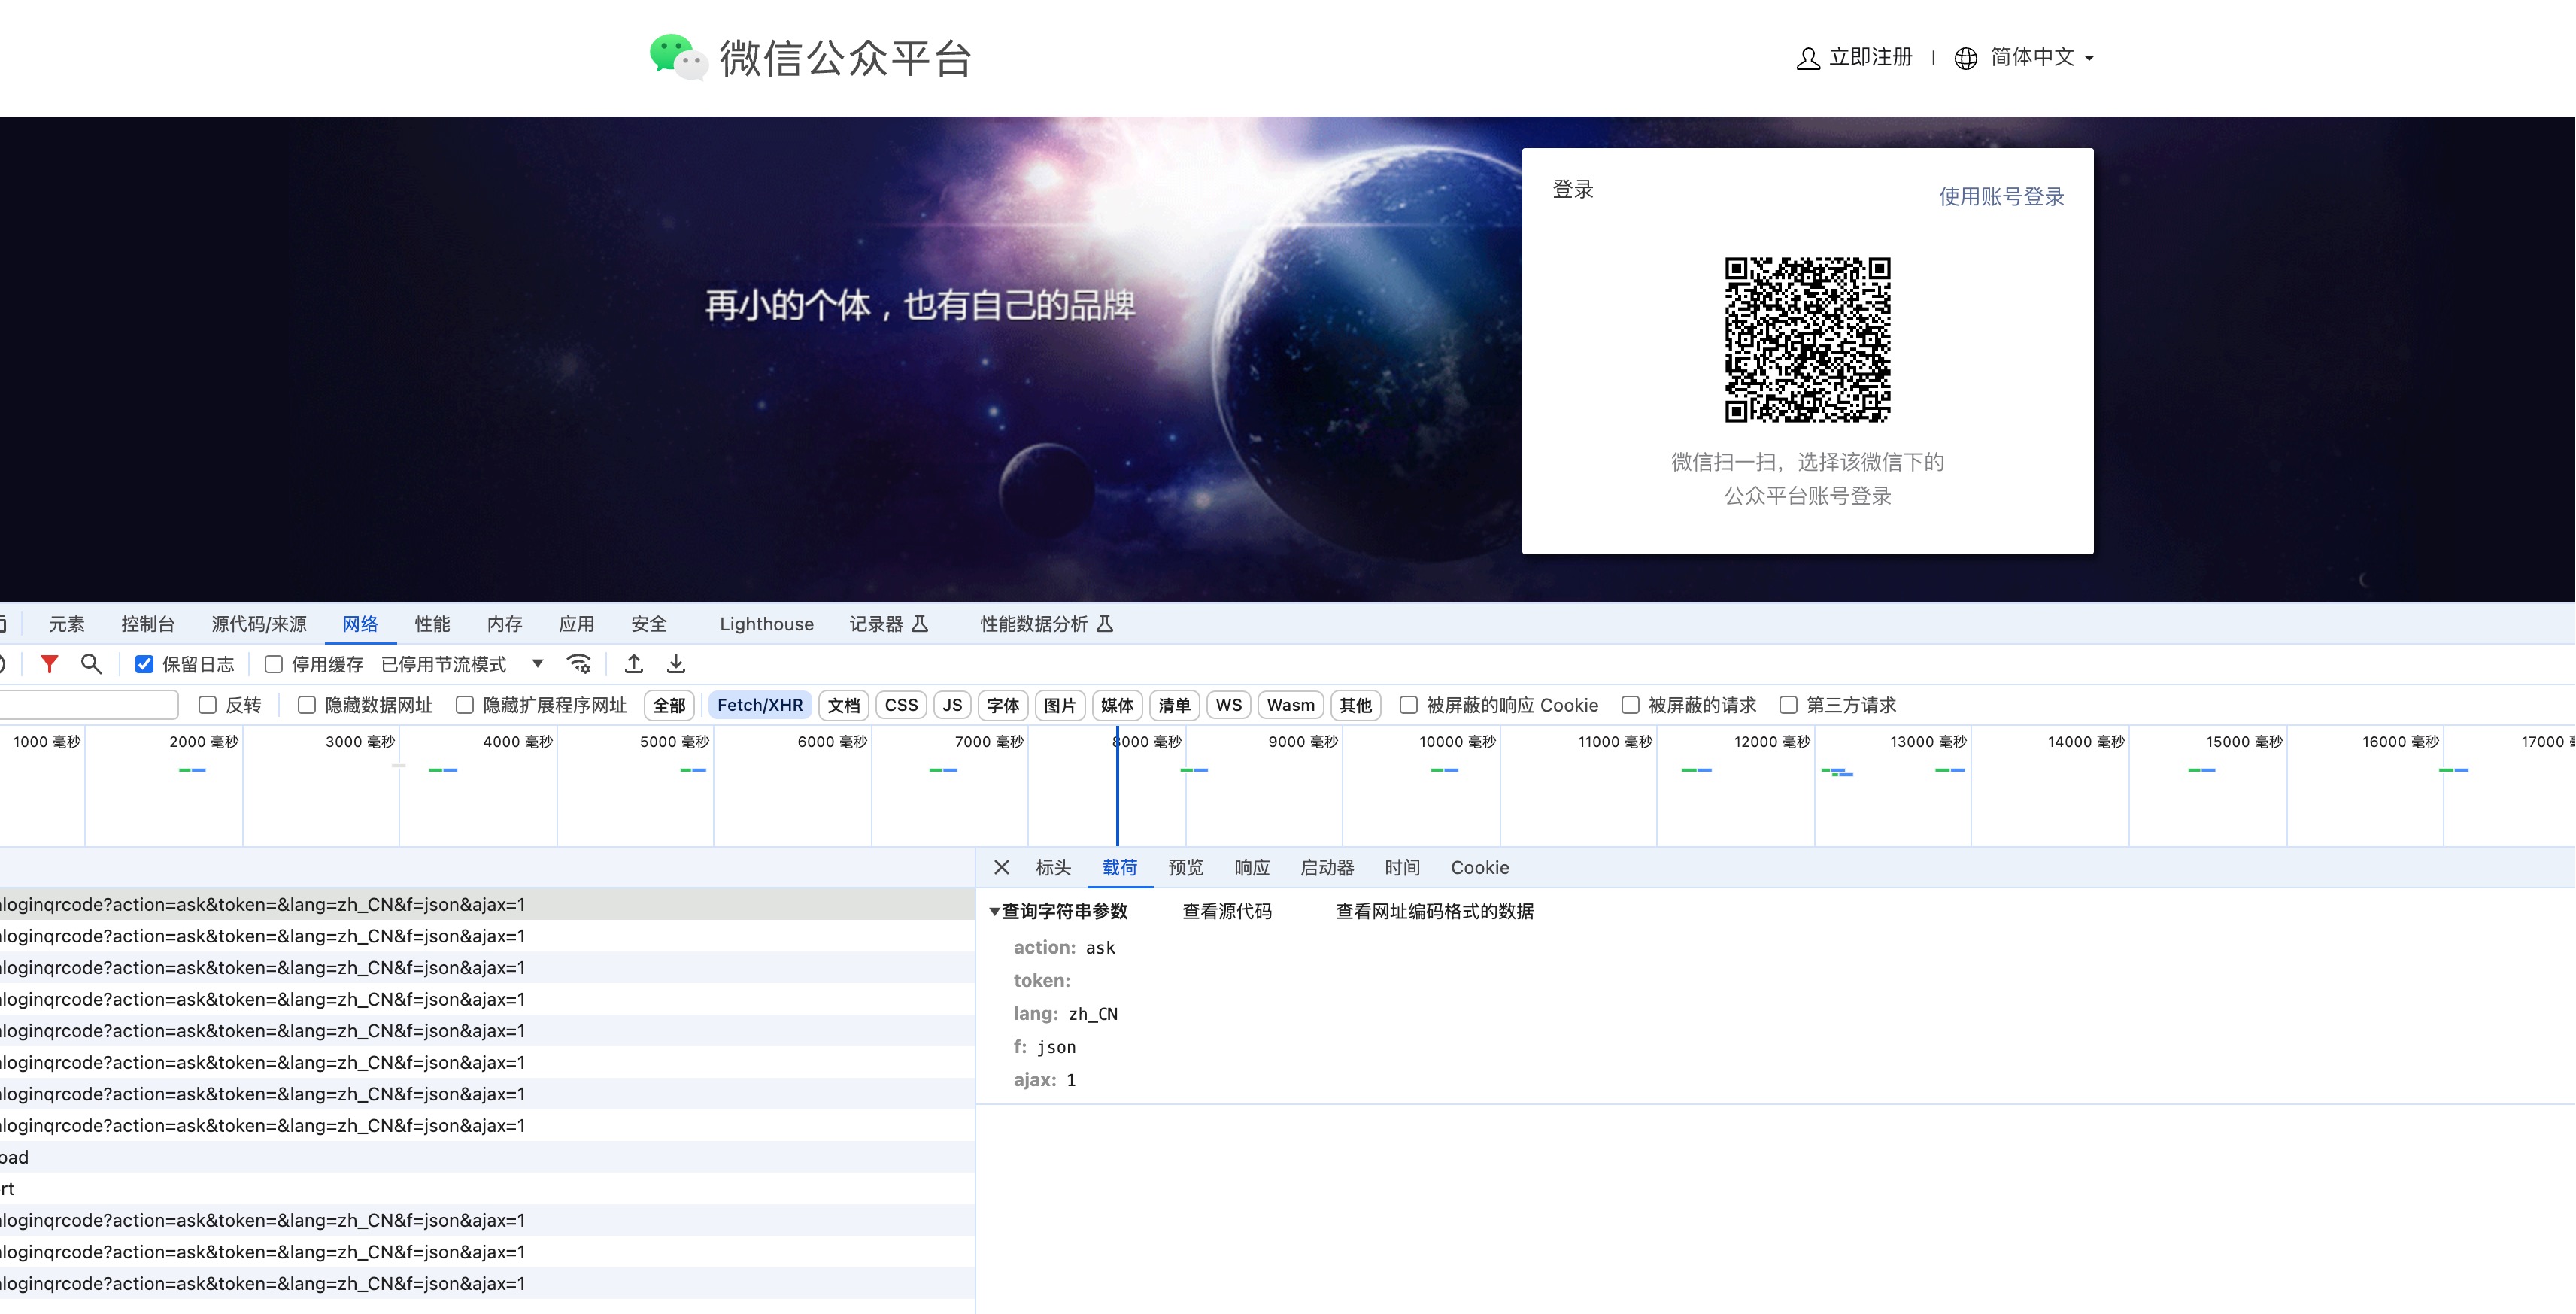 微信公众平台
立即注册 | 简体中文
登录
使用账号登录
再小的个体，也有自己的品牌
微信扫一扫，选择该微信下的
公众平台账号登录
元素 控制台 源代码/来源 网络 性能 内存 应用 安全 Lighthouse 记录器 性能数据分析
保留日志 停用缓存 已停用节流模式
反转 隐藏数据网址 隐藏扩展程序网址 全部 Fetch/XHR 文档 CSS JS 字体 图片 媒体 清单 WS Wasm 其他 被屏蔽的响应 Cookie 被屏蔽的请求 第三方请求
1000 毫秒 2000 毫秒 3000 毫秒 4000 毫秒 5000 毫秒 6000 毫秒 7000 毫秒 8000 毫秒 9000 毫秒 10000 毫秒 11000 毫秒 12000 毫秒 13000 毫秒 14000 毫秒 15000 毫秒 16000 毫秒 17000
标头 载荷 预览 响应 启动器 时间 Cookie
loginqrcode?action=ask&token=&lang=zh_CN&f=json&ajax=1
loginqrcode?action=ask&token=&lang=zh_CN&f=json&ajax=1
loginqrcode?action=ask&token=&lang=zh_CN&f=json&ajax=1
loginqrcode?action=ask&token=&lang=zh_CN&f=json&ajax=1
loginqrcode?action=ask&token=&lang=zh_CN&f=json&ajax=1
loginqrcode?action=ask&token=&lang=zh_CN&f=json&ajax=1
loginqrcode?action=ask&token=&lang=zh_CN&f=json&ajax=1
loginqrcode?action=ask&token=&lang=zh_CN&f=json&ajax=1
oad
rt
loginqrcode?action=ask&token=&lang=zh_CN&f=json&ajax=1
loginqrcode?action=ask&token=&lang=zh_CN&f=json&ajax=1
loginqrcode?action=ask&token=&lang=zh_CN&f=json&ajax=1
查询字符串参数 查看源代码 查看网址编码格式的数据
action: ask
token:
lang: zh_CN
f: json
ajax: 1